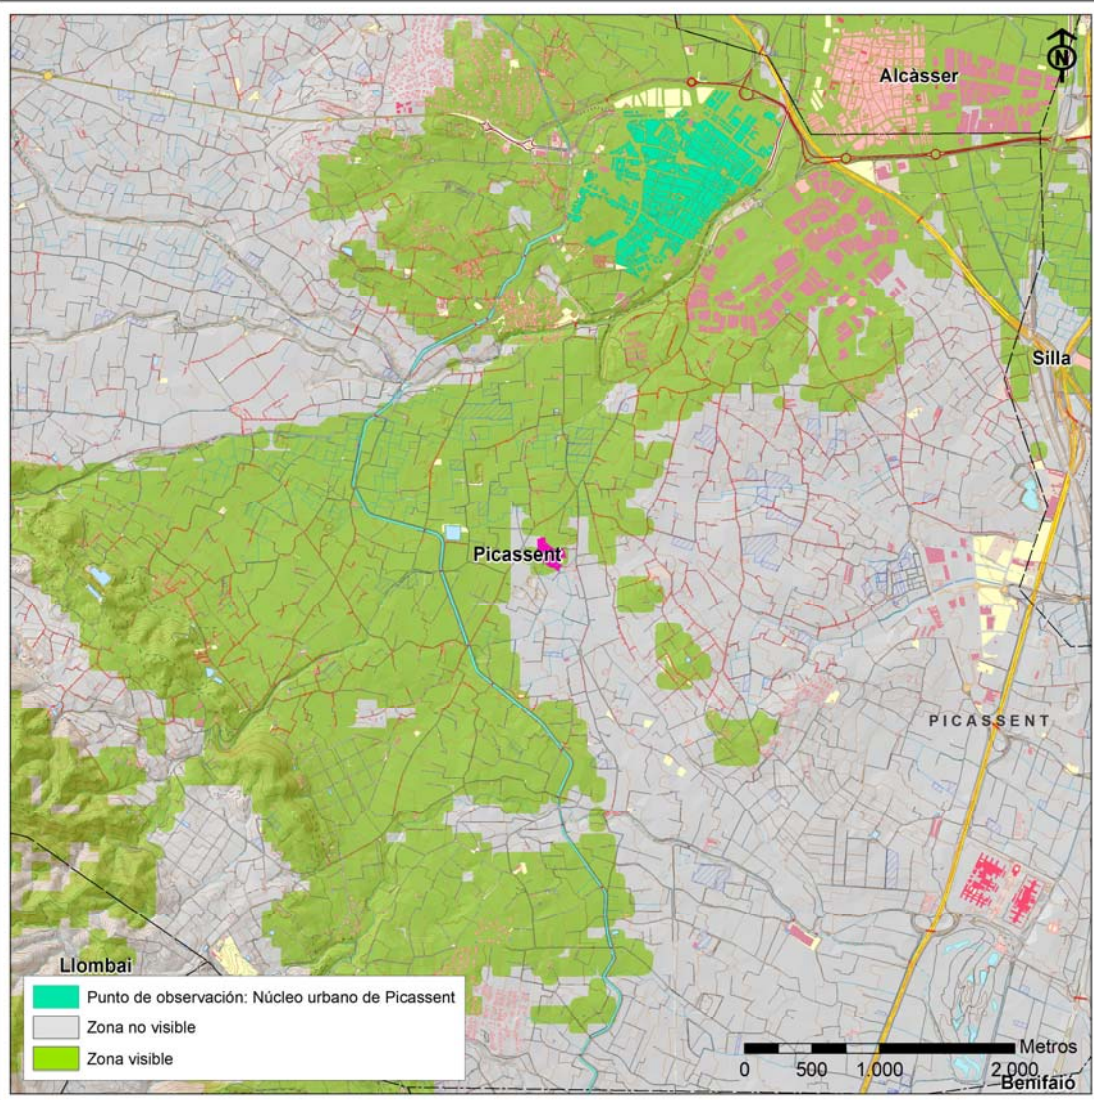 Alcàsser
N
Silla
Picassent
PICASSENT
Llombai
Punto de observación: Núcleo urbano de Picassent
Zona no visible
Zona visible
Metros
0 500 1.000 2.000
Benifaió